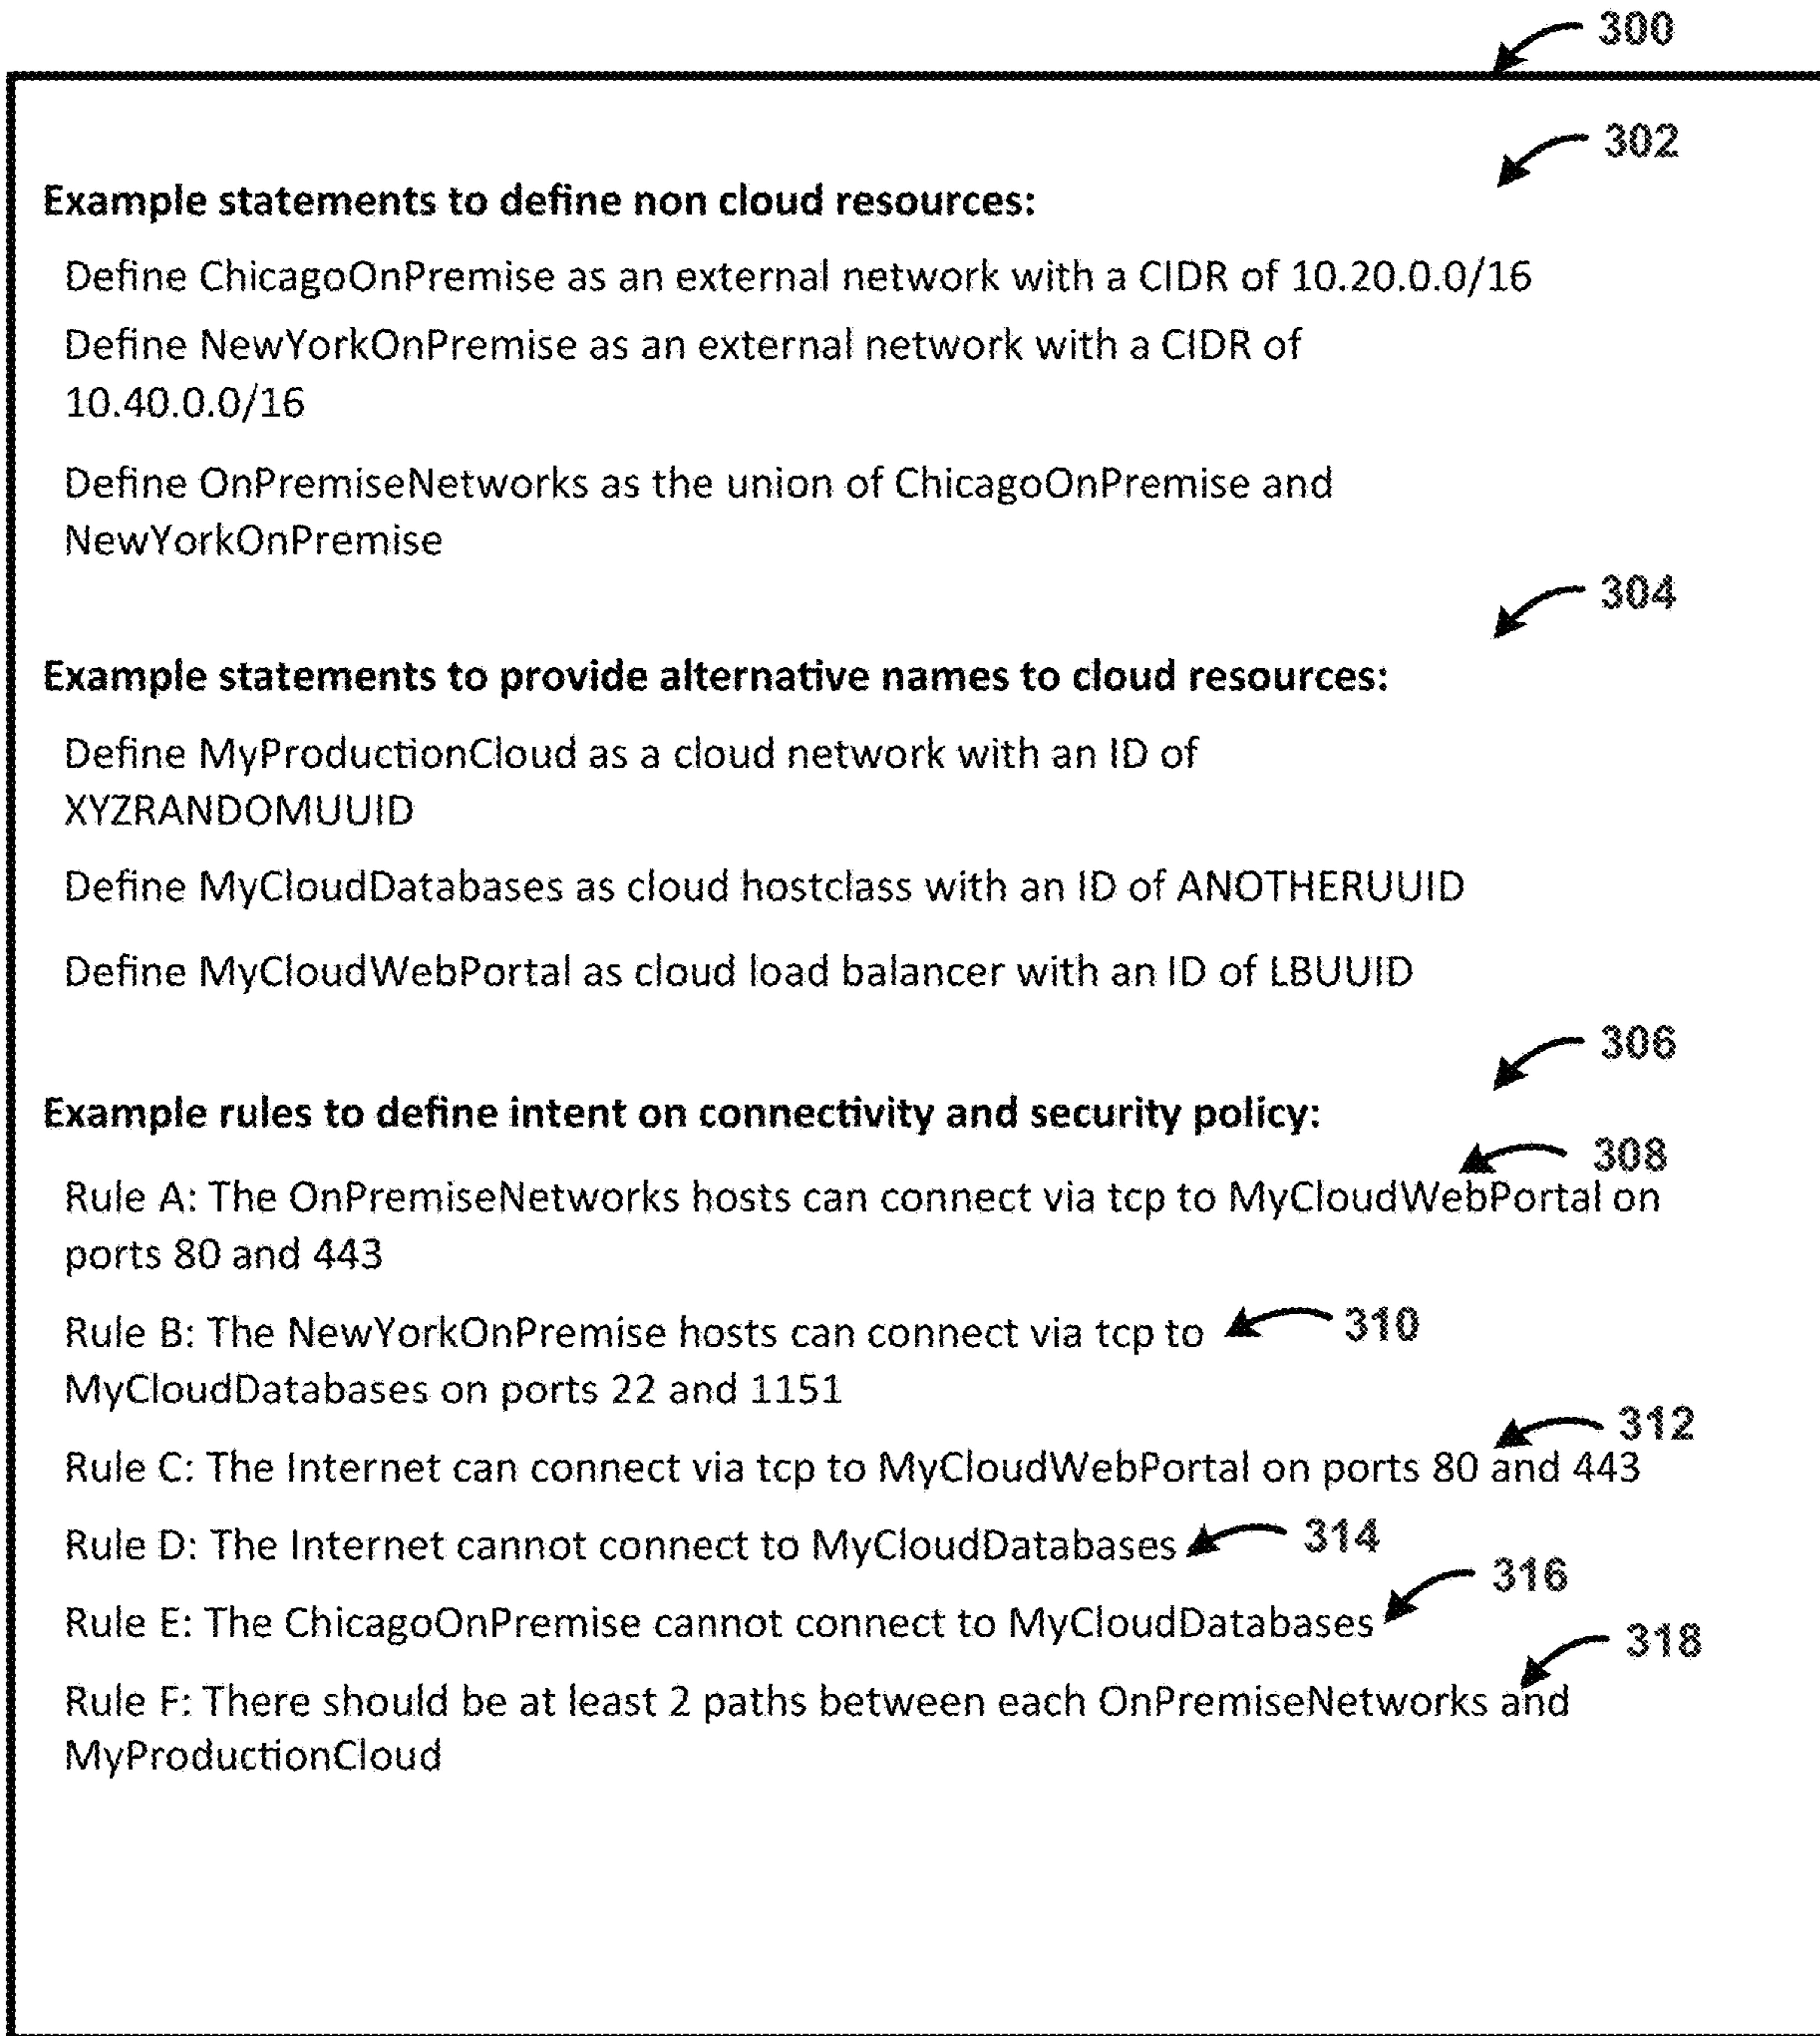 300
302
Example statements to define non cloud resources:
Define ChicagoOnPremise as an external network with a CIDR of 10.20.0.0/16
Define NewYorkOnPremise as an external network with a CIDR of
10.40.0.0/16
Define OnPremiseNetworks as the union of ChicagoOnPremise and
NewYorkOnPremise
304
Example statements to provide alternative names to cloud resources:
Define MyProductionCloud as a cloud network with an ID of
XYZRANDOMUUID
Define MyCloudDatabases as cloud hostclass with an ID of ANOTHERUUID
Define MyCloudWebPortal as cloud load balancer with an ID of LBUUID
306
Example rules to define intent on connectivity and security policy:
308
Rule A: The OnPremiseNetworks hosts can connect via tcp to MyCloudWebPortal on
ports 80 and 443
Rule B: The NewYorkOnPremise hosts can connect via tcp to 310
MyCloudDatabases on ports 22 and 1151
312
Rule C: The Internet can connect via tcp to MyCloudWebPortal on ports 80 and 443
Rule D: The Internet cannot connect to MyCloudDatabases 314
316
Rule E: The ChicagoOnPremise cannot connect to MyCloudDatabases
318
Rule F: There should be at least 2 paths between each OnPremiseNetworks and
MyProductionCloud